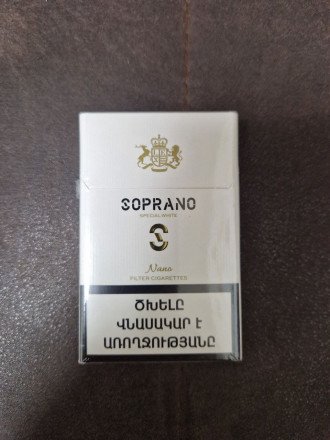 SOPRANO
SPECIAL WHITE
S
Nano
FILTER CIGARETTES
ԾԽԵԼԸ
ՎՆԱՍԱԿԱՐ Է
ԱՌՈՂՋՈՒԹՅԱՆԸ